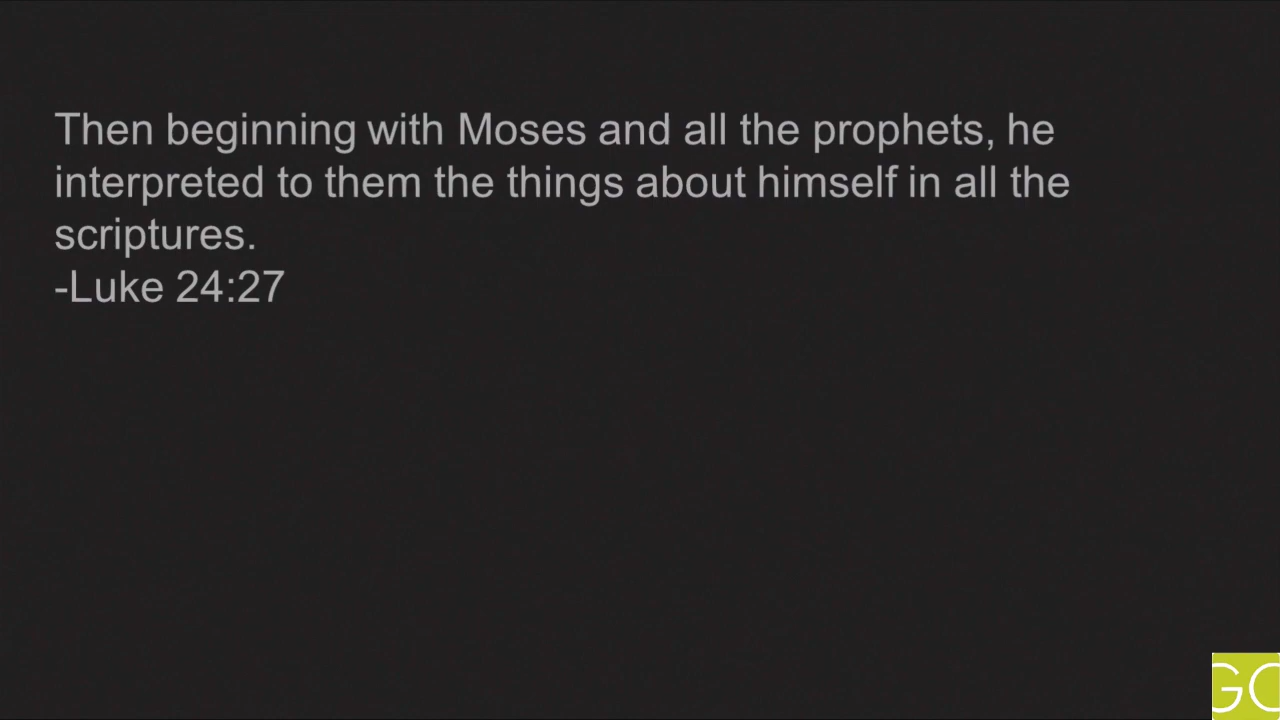 Then beginning with Moses and all the prophets, he
interpreted to them the things about himself in all the
scriptures.
-Luke 24:27
GC